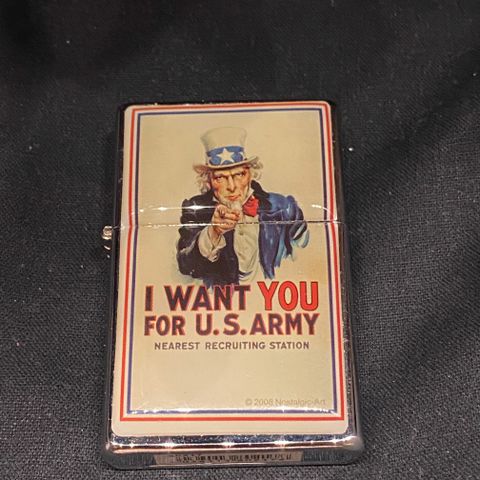 I WANT YOU
FOR U.S. ARMY
NEAREST RECRUITING STATION
© 2008 Nostalgic-Art